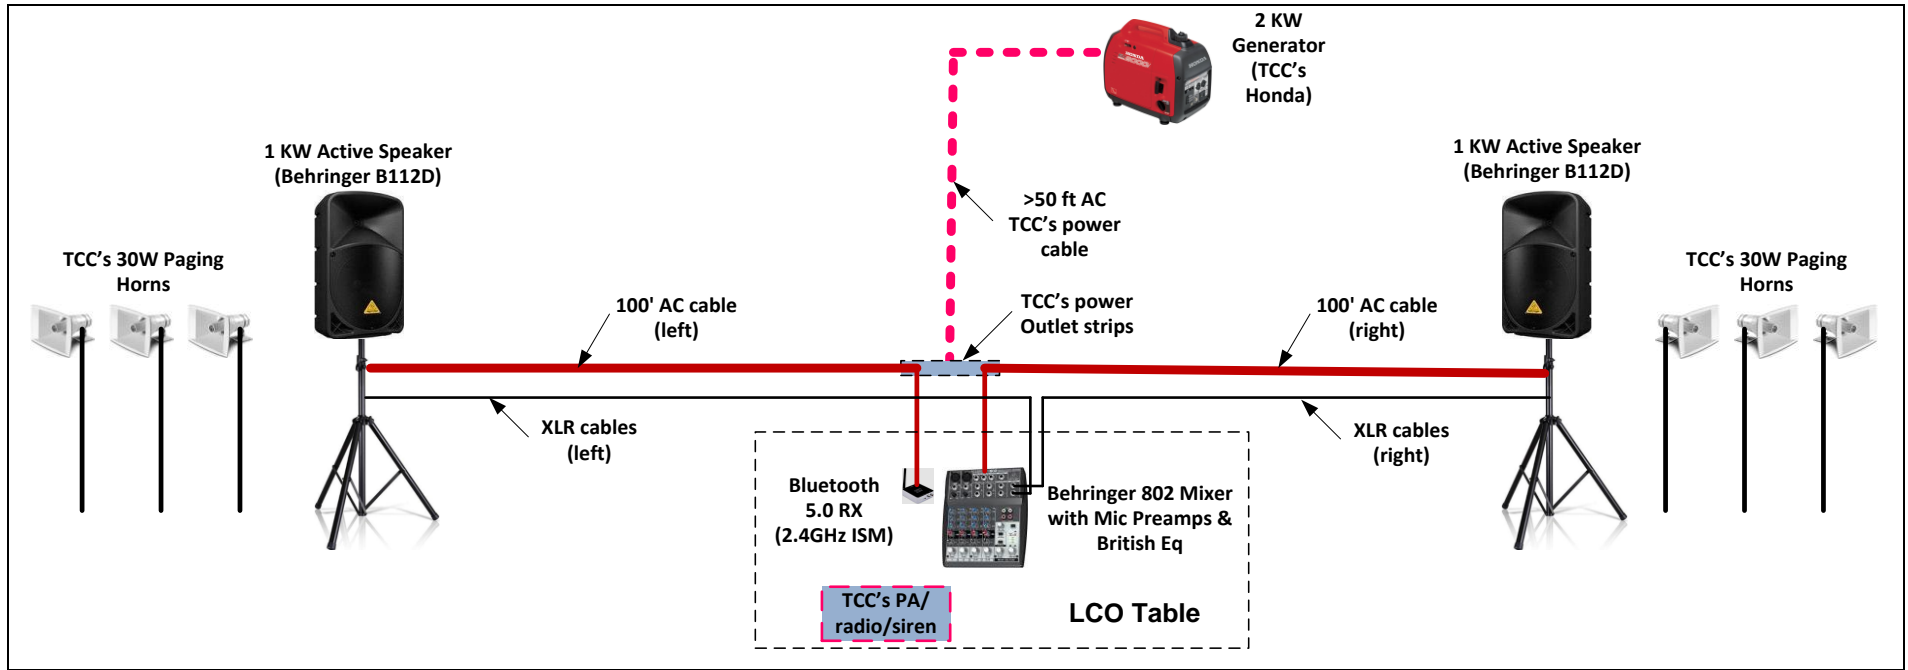 2 KW
Generator
(TCC's
Honda)
1 KW Active Speaker
(Behringer B112D)
1 KW Active Speaker
(Behringer B112D)
>50 ft AC
TCC's power
cable
TCC's 30W Paging
Horns
TCC's 30W Paging
Horns
100' AC cable
(left)
TCC's power
Outlet strips
100' AC cable
(right)
XLR cables
(left)
XLR cables
(right)
Bluetooth
5.0 RX
(2.4GHz ISM)
Behringer 802 Mixer
with Mic Preamps &
British Eq
TCC's PA/
radio/siren
LCO Table
HONDA